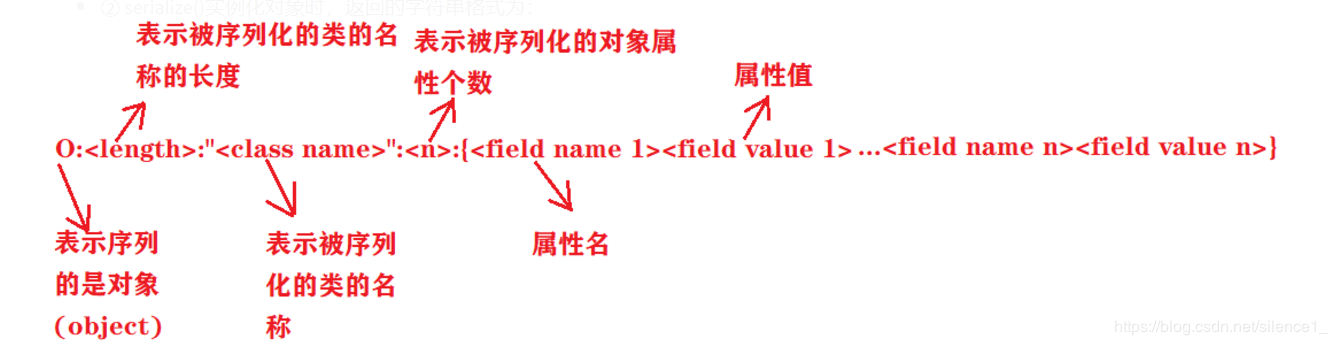 ② serialize()实例化对象时，返回的字符串格式为：
表示被序列化的类的名
称的长度
表示被序列化的对象属
性个数
属性值
O:<length>:"<class name>":<n>:{<field name 1><field value 1> ...<field name n><field value n>}
表示序列
的是对象
(object)
表示被序列
化的类的名
称
属性名
https://blog.csdn.net/silence1_